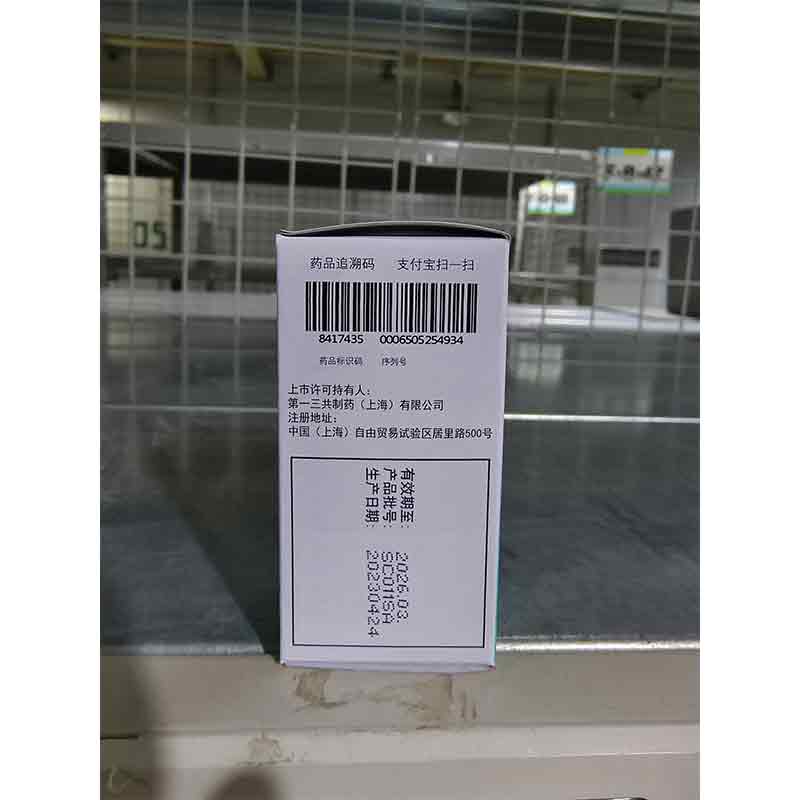 药品追溯码 支付宝扫一扫
8417435 0006505254934
药品标识码 序列号
上市许可持有人：
第一三共制药（上海）有限公司
注册地址：
中国（上海）自由贸易试验区居里路500号
有效期至： 2026.03.
产品批号： SC011SA
生产日期： 20230424
05